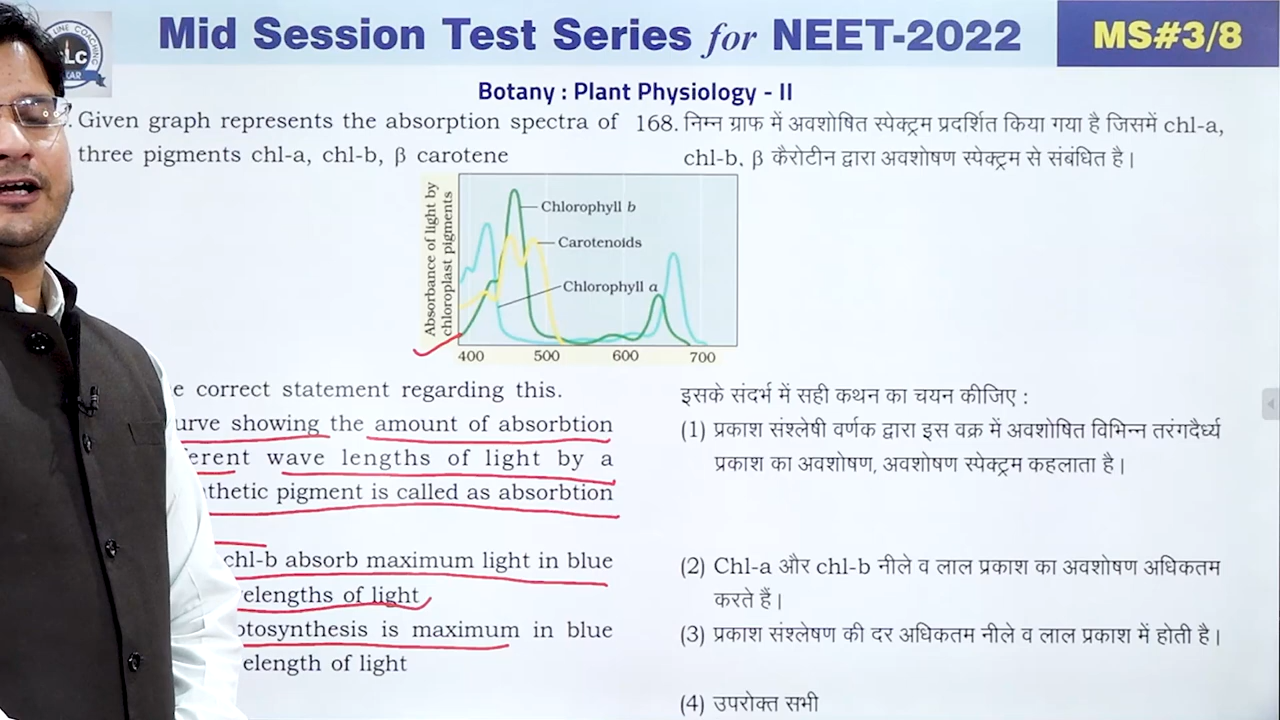 Mid Session Test Series for NEET-2022
MS#3/8
Botany : Plant Physiology - II
Given graph represents the absorption spectra of
three pigments chl-a, chl-b, β carotene
168. निम्न ग्राफ में अवशोषित स्पेक्ट्रम प्रदर्शित किया गया है जिसमें chl-a,
chl-b, β कैरोटीन द्वारा अवशोषण स्पेक्ट्रम से संबंधित है।
Absorbance of light by
chloroplast pigments
Chlorophyll b
Carotenoids
Chlorophyll a
400 500 600 700
correct statement regarding this.
showing the amount of absorbtion
wave lengths of light by a
pigment is called as absorbtion
chl-b absorb maximum light in blue
of light
is maximum in blue
of light
इसके संदर्भ में सही कथन का चयन कीजिए :
(1) प्रकाश संश्लेषी वर्णक द्वारा इस वक्र में अवशोषित विभिन्न तरंगदैर्ध्य
प्रकाश का अवशोषण, अवशोषण स्पेक्ट्रम कहलाता है।
(2) Chl-a और chl-b नीले व लाल प्रकाश का अवशोषण अधिकतम
करते हैं।
(3) प्रकाश संश्लेषण की दर अधिकतम नीले व लाल प्रकाश में होती है।
(4) उपरोक्त सभी